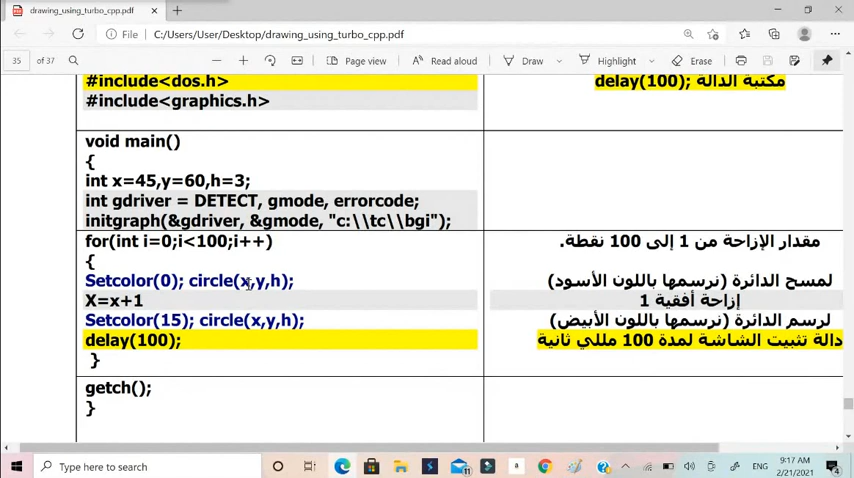 drawing_using_turbo_cpp.pdf
File C:/Users/User/Desktop/drawing_using_turbo_cpp.pdf
35 of 37 Page view Read aloud Draw Highlight Erase
#include<dos.h> مكتبة الدالة delay(100);
#include<graphics.h>
void main()
{
int x=45,y=60,h=3;
int gdriver = DETECT, gmode, errorcode;
initgraph(&gdriver, &gmode, "c:\\tc\\bgi");
for(int i=0;i<100;i++) مقدار الإزاحة من 1 إلى 100 نقطة.
{
Setcolor(0); circle(x,y,h); لمسح الدائرة (نرسمها باللون الأسود)
X=x+1 إزاحة أفقية 1
Setcolor(15); circle(x,y,h); لرسم الدائرة (نرسمها باللون الأبيض)
delay(100); دالة تثبيت الشاشة لمدة 100 مللي ثانية
}
getch();
}
Type here to search
ENG 9:17 AM
2/21/2021